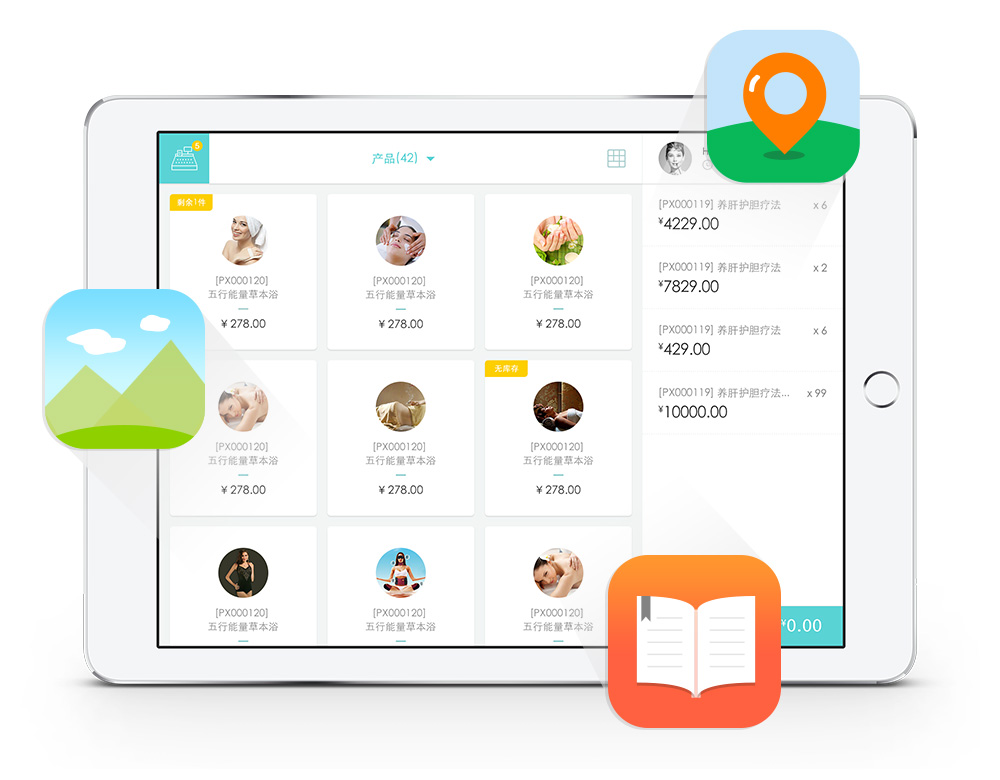 5
产品(42)
H
剩余1件
[PX000120]
五行能量草本浴
¥ 278.00
[PX000120]
五行能量草本浴
¥ 278.00
[PX000120]
五行能量草本浴
¥ 278.00
[PX000120]
五行能量草本浴
¥ 278.00
[PX000120]
五行能量草本浴
¥ 278.00
无库存
[PX000120]
五行能量草本浴
¥ 278.00
[PX000120]
五行能量草本浴
[PX000120]
五行能量草本浴
[PX000120]
五行能量草本浴
[PX000119] 养肝护胆疗法 x 6
¥4229.00
[PX000119] 养肝护胆疗法 x 2
¥7829.00
[PX000119] 养肝护胆疗法 x 6
¥429.00
[PX000119] 养肝护胆疗法... x 99
¥10000.00
¥0.00